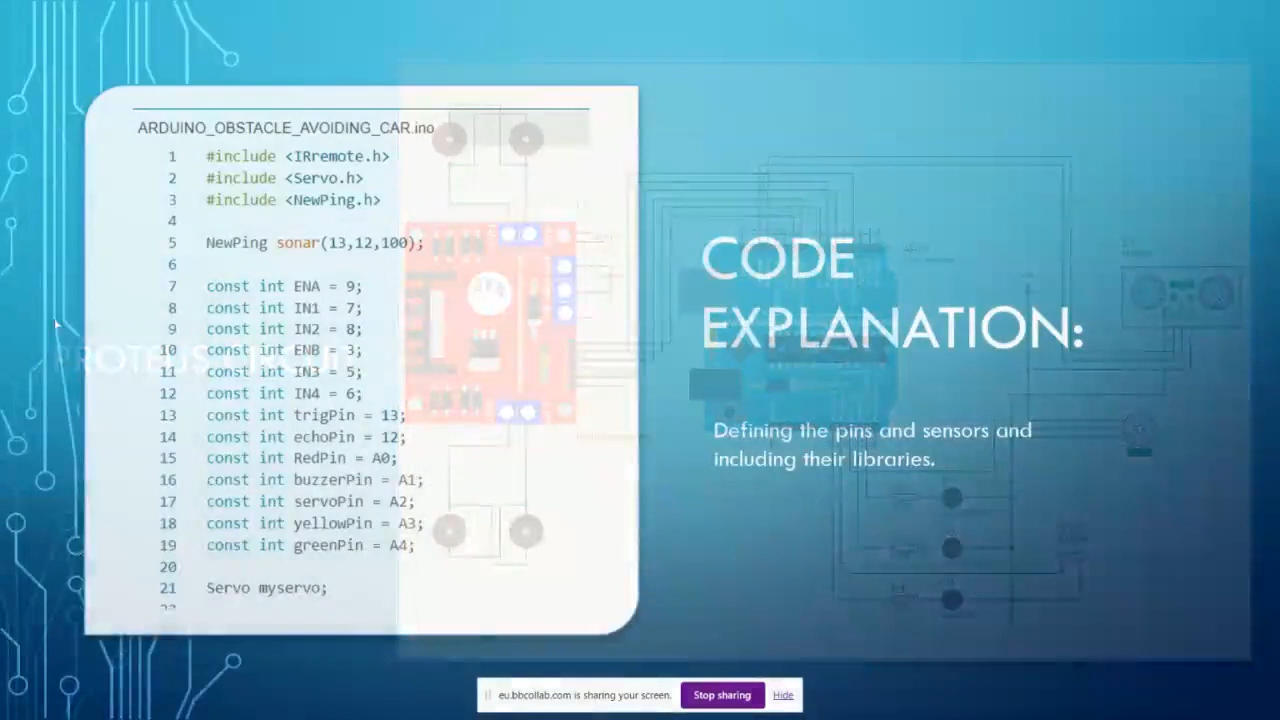 ARDUINO_OBSTACLE_AVOIDING_CAR.ino
1 #include <IRremote.h>
2 #include <Servo.h>
3 #include <NewPing.h>
4
5 NewPing sonar(13,12,100);
6
7 const int ENA = 9;
8 const int IN1 = 7;
9 const int IN2 = 8;
10 const int ENB = 3;
11 const int IN3 = 5;
12 const int IN4 = 6;
13 const int trigPin = 13;
14 const int echoPin = 12;
15 const int RedPin = A0;
16 const int buzzerPin = A1;
17 const int servoPin = A2;
18 const int yellowPin = A3;
19 const int greenPin = A4;
20
21 Servo myservo;
CODE
EXPLANATION:
Defining the pins and sensors and
including their libraries.
eu.bbcollab.com is sharing your screen. Stop sharing Hide